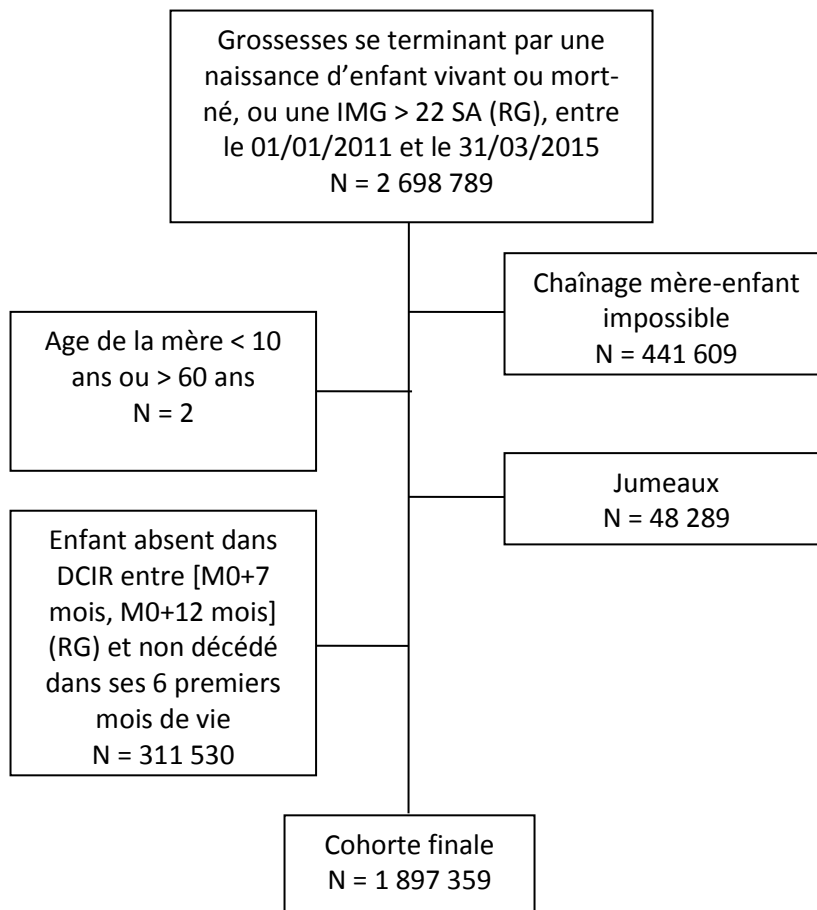 Grossesses se terminant par une
naissance d'enfant vivant ou mort-
né, ou une IMG > 22 SA (RG), entre
le 01/01/2011 et le 31/03/2015
N = 2 698 789
Chaînage mère-enfant
impossible
N = 441 609
Age de la mère < 10
ans ou > 60 ans
N = 2
Jumeaux
N = 48 289
Enfant absent dans
DCIR entre [M0+7
mois, M0+12 mois]
(RG) et non décédé
dans ses 6 premiers
mois de vie
N = 311 530
Cohorte finale
N = 1 897 359